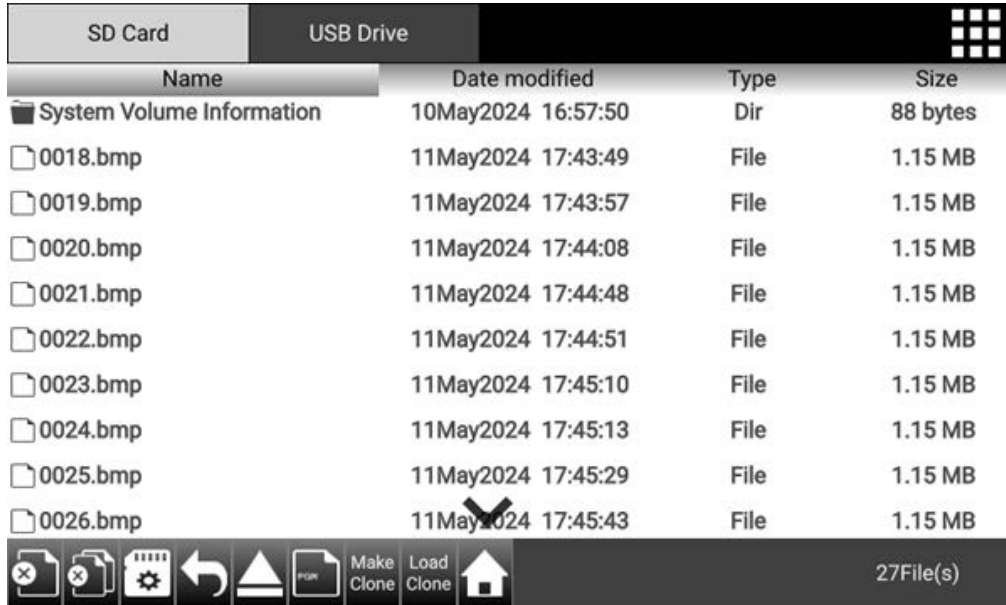 SD Card USB Drive
Name Date modified Type Size
System Volume Information 10May2024 16:57:50 Dir 88 bytes
0018.bmp 11May2024 17:43:49 File 1.15 MB
0019.bmp 11May2024 17:43:57 File 1.15 MB
0020.bmp 11May2024 17:44:08 File 1.15 MB
0021.bmp 11May2024 17:44:48 File 1.15 MB
0022.bmp 11May2024 17:44:51 File 1.15 MB
0023.bmp 11May2024 17:45:10 File 1.15 MB
0024.bmp 11May2024 17:45:13 File 1.15 MB
0025.bmp 11May2024 17:45:29 File 1.15 MB
0026.bmp 11May2024 17:45:43 File 1.15 MB
PGM Make Clone Load Clone 27File(s)